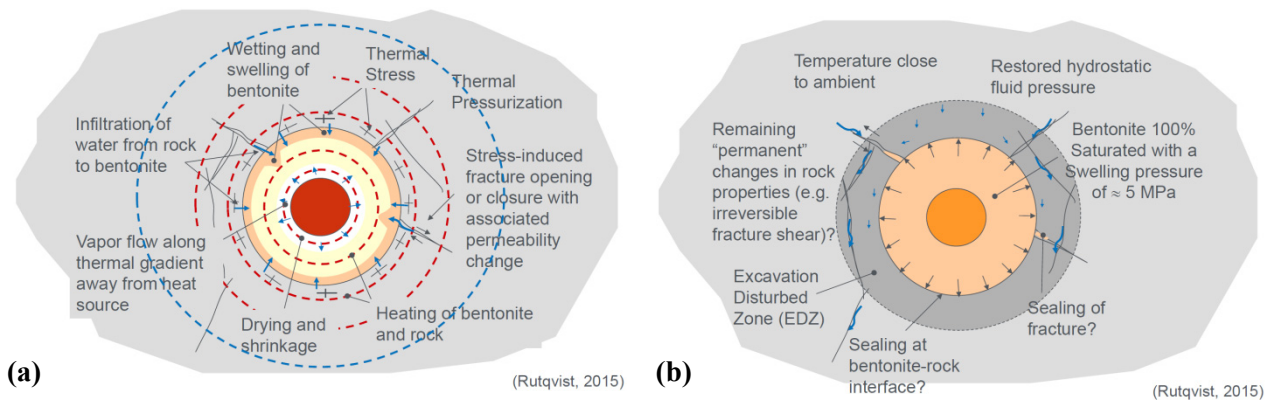 Wetting and
swelling of
bentonite
Thermal
Stress
Thermal
Pressurization
Infiltration of
water from rock
to bentonite
Stress-induced
fracture opening
or closure with
associated
permeability
change
Vapor flow along
thermal gradient
away from heat
source
Drying and
shrinkage
Heating of bentonite
and rock
(a)
(Rutqvist, 2015)
Temperature close
to ambient
Restored hydrostatic
fluid pressure
Remaining
“permanent”
changes in rock
properties (e.g.
irreversible
fracture shear)?
Bentonite 100%
Saturated with a
Swelling pressure
of ≈ 5 MPa
Excavation
Disturbed
Zone (EDZ)
Sealing of
fracture?
Sealing at
bentonite-rock
interface?
(b)
(Rutqvist, 2015)